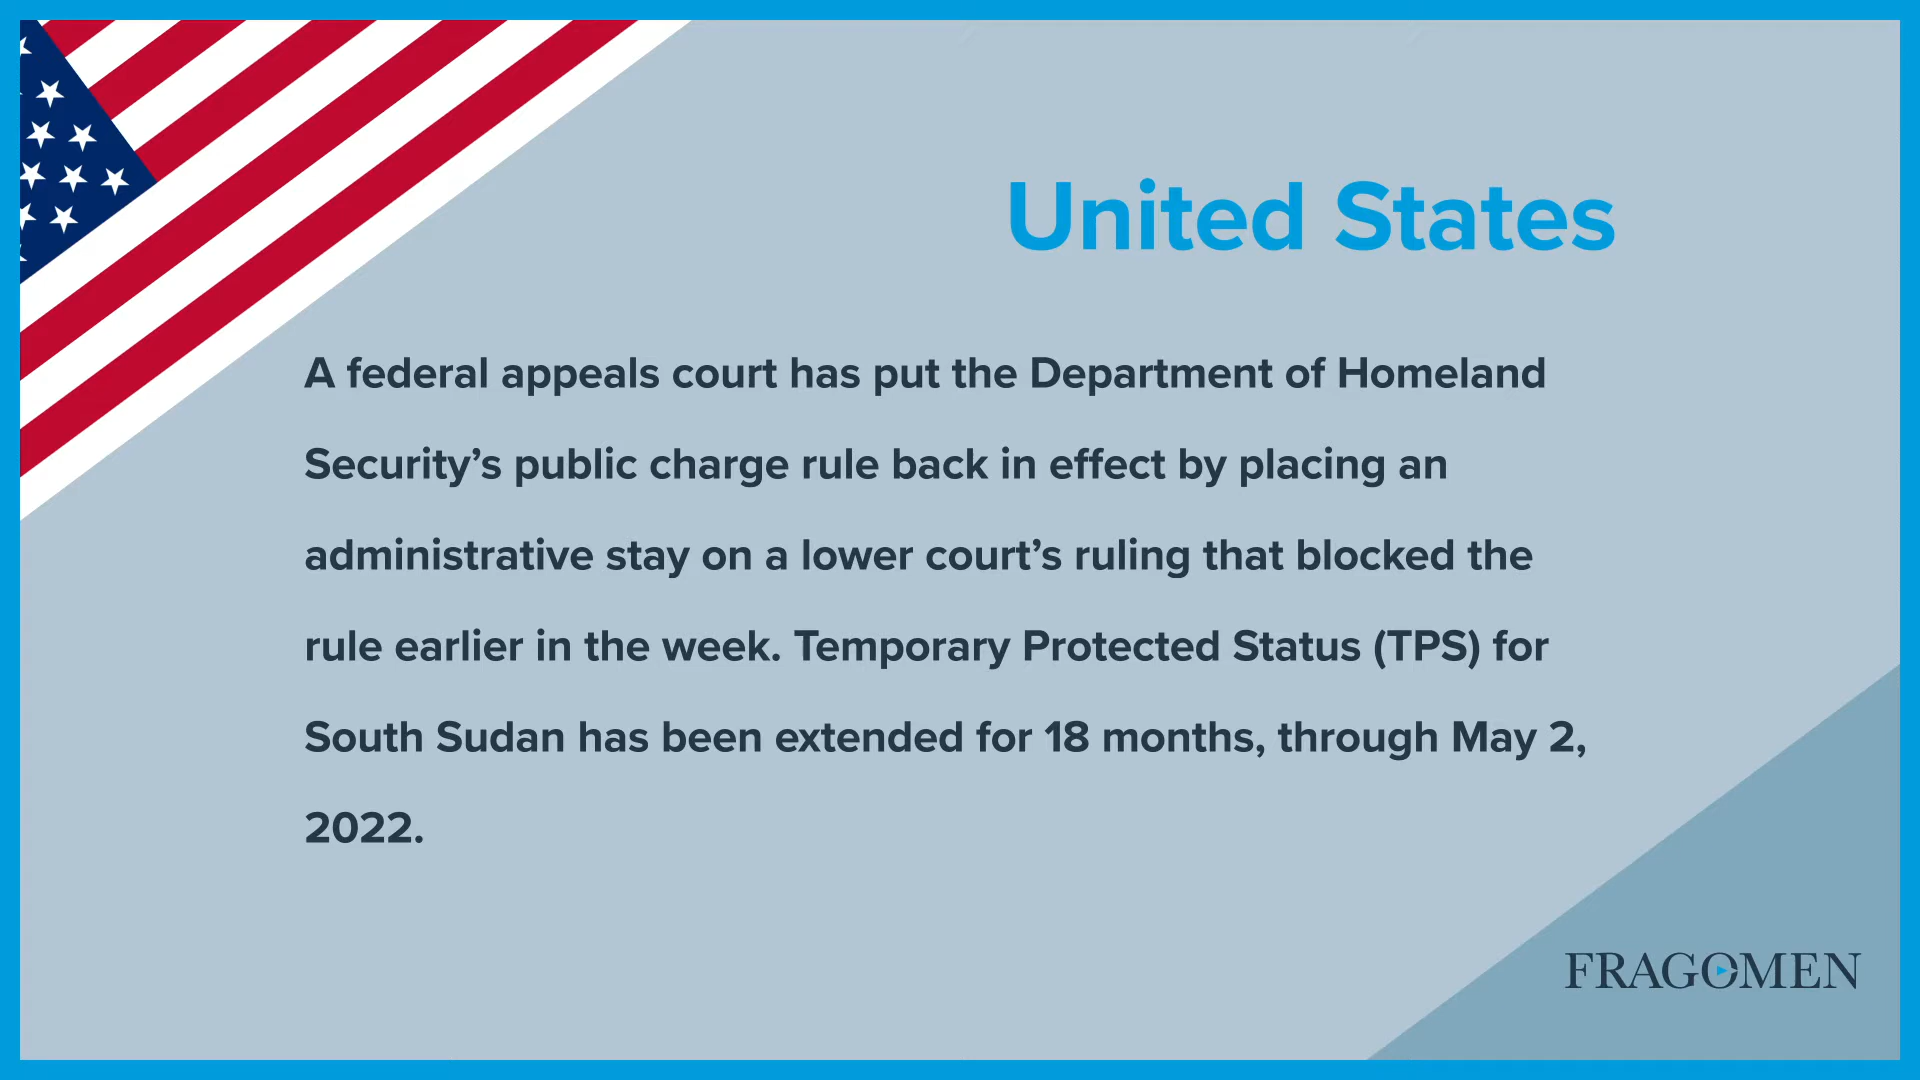 United States
A federal appeals court has put the Department of Homeland
Security’s public charge rule back in effect by placing an
administrative stay on a lower court’s ruling that blocked the
rule earlier in the week. Temporary Protected Status (TPS) for
South Sudan has been extended for 18 months, through May 2,
2022.
FRAGOMEN